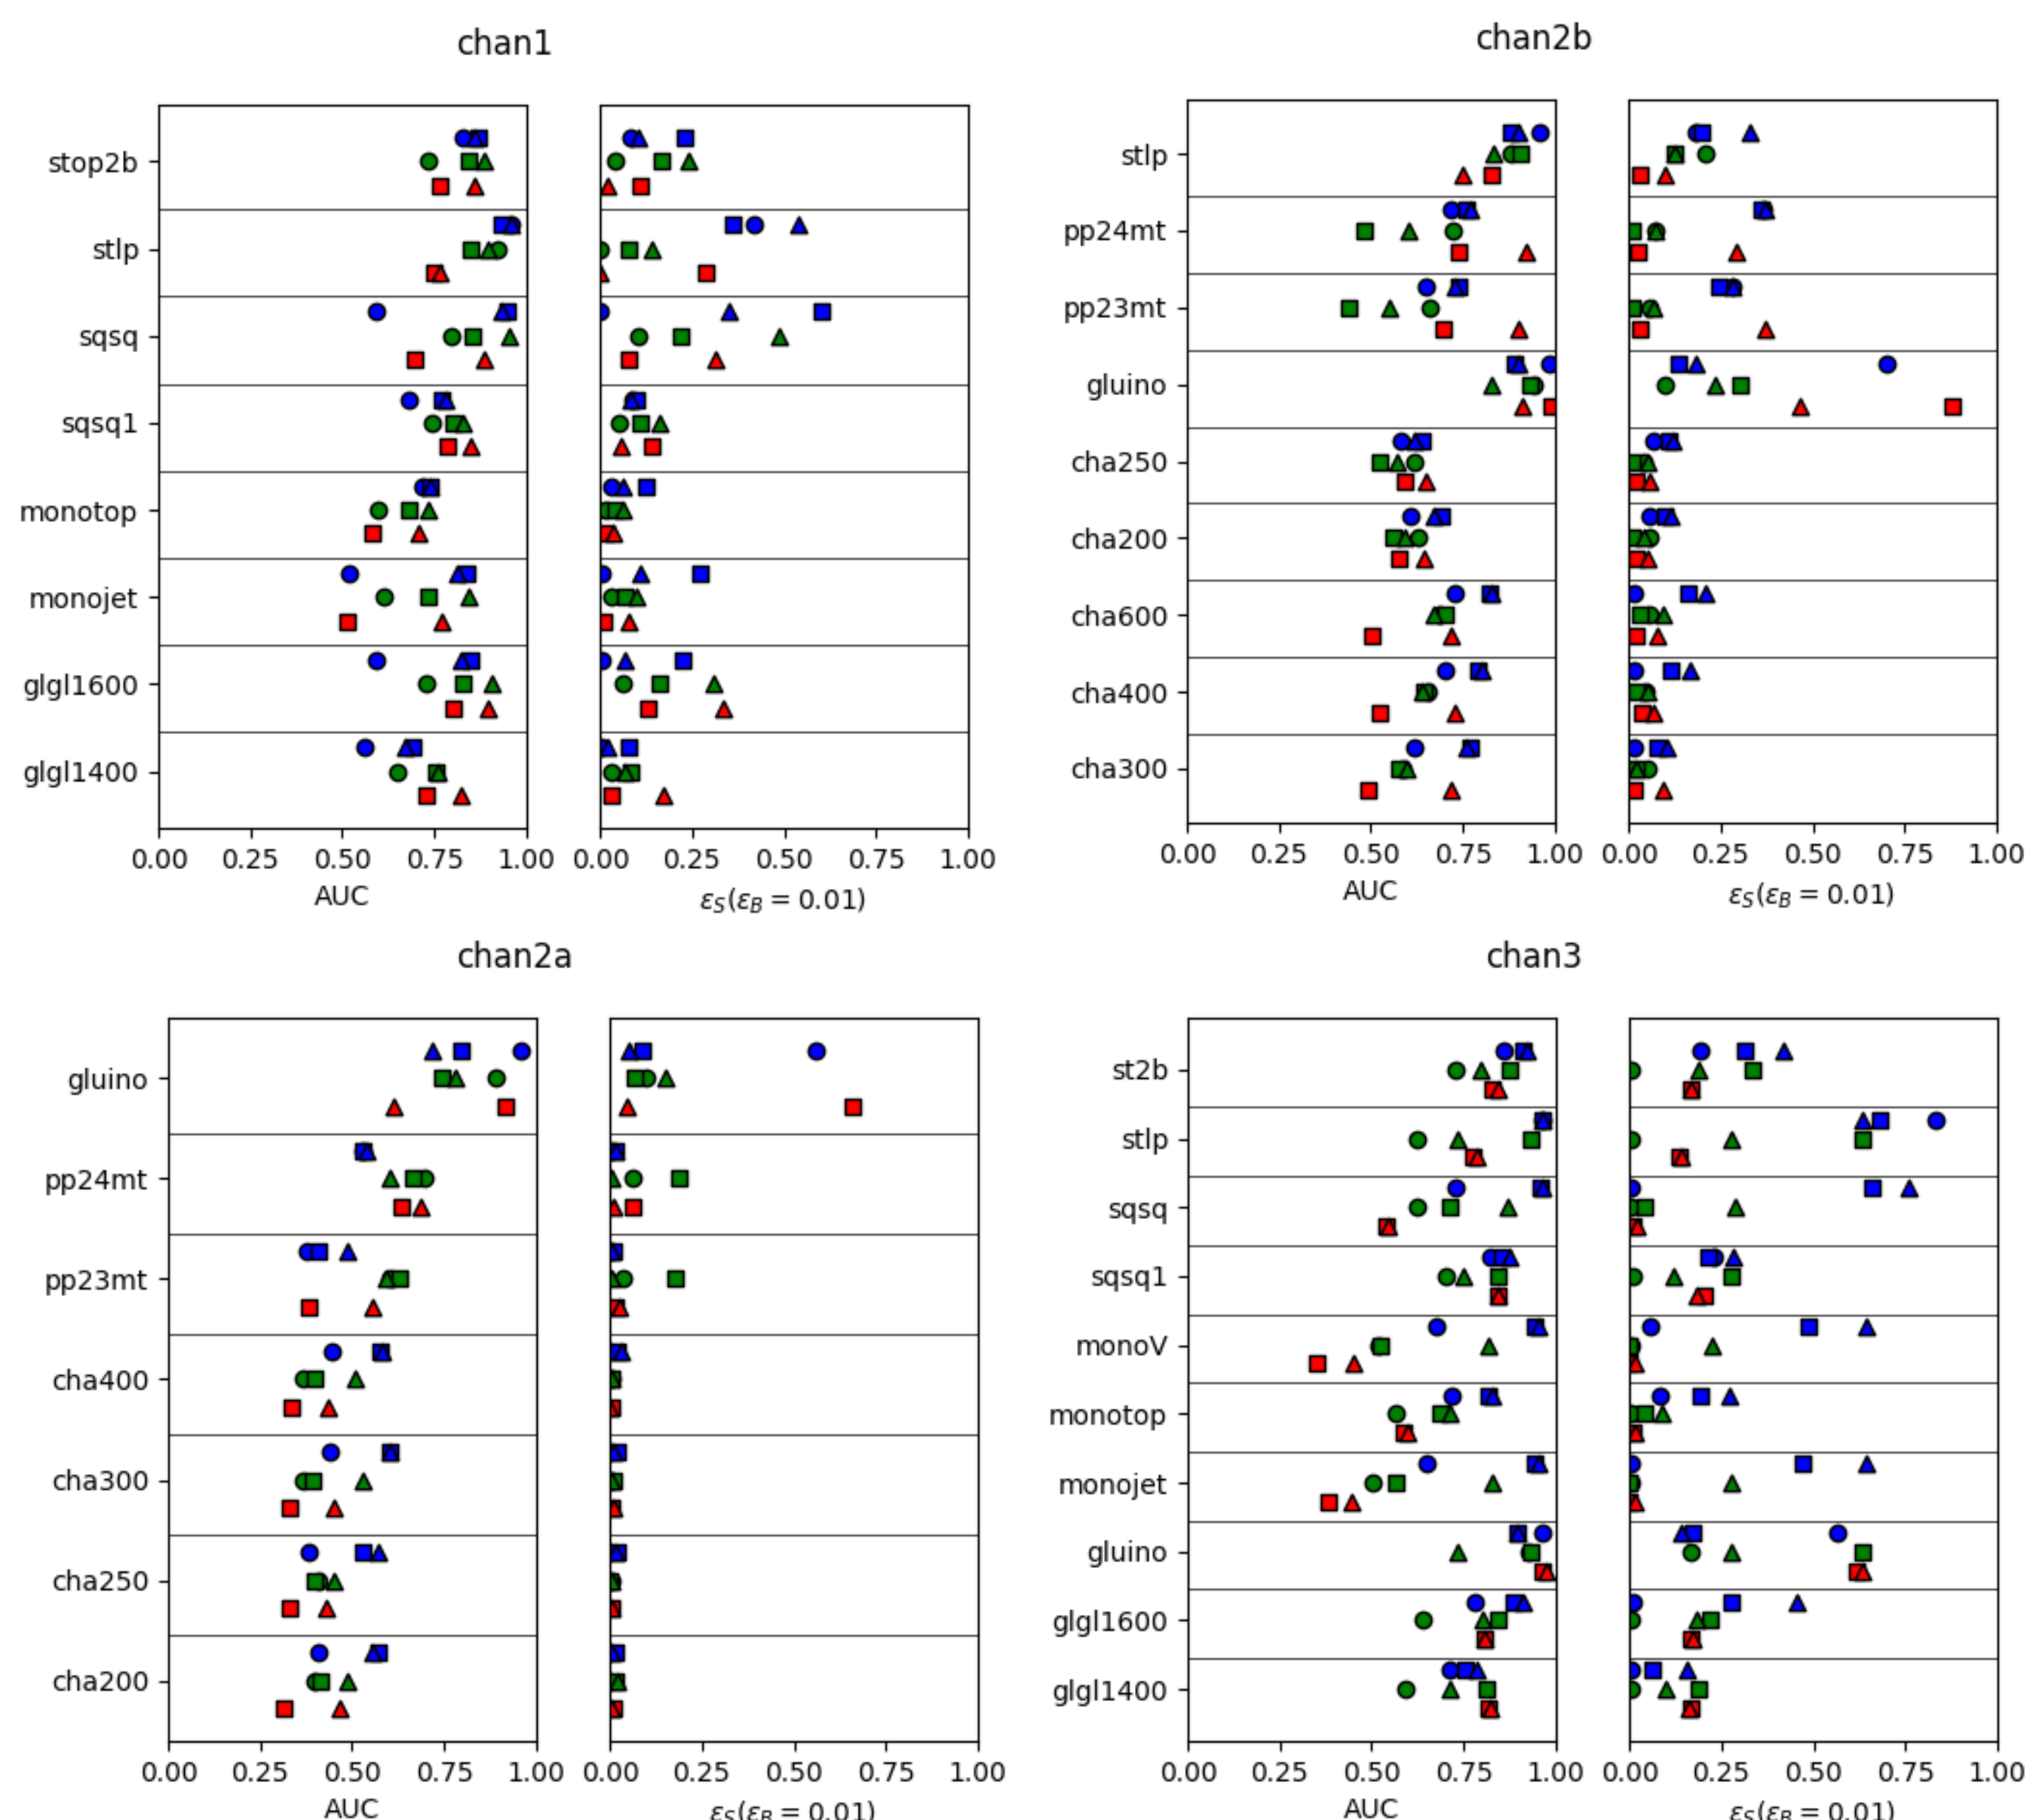 chan1
stop2b
stlp
sqsq
sqsq1
monotop
monojet
glgl1600
glgl1400
0.00 0.25 0.50 0.75 1.00
AUC
0.00 0.25 0.50 0.75 1.00
εS(εB = 0.01)
chan2b
stlp
pp24mt
pp23mt
gluino
cha250
cha200
cha600
cha400
cha300
0.00 0.25 0.50 0.75 1.00
AUC
0.00 0.25 0.50 0.75 1.00
εS(εB = 0.01)
chan2a
gluino
pp24mt
pp23mt
cha400
cha300
cha250
cha200
0.00 0.25 0.50 0.75 1.00
AUC
0.00 0.25 0.50 0.75 1.00
εS(εB = 0.01)
chan3
st2b
stlp
sqsq
sqsq1
monoV
monotop
monojet
gluino
glgl1600
glgl1400
0.00 0.25 0.50 0.75 1.00
AUC
0.00 0.25 0.50 0.75 1.00
εS(εB = 0.01)